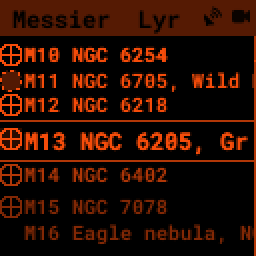 Messier Lyr
M10 NGC 6254
M11 NGC 6705, Wild
M12 NGC 6218
M13 NGC 6205, Gr
M14 NGC 6402
M15 NGC 7078
M16 Eagle nebula, N